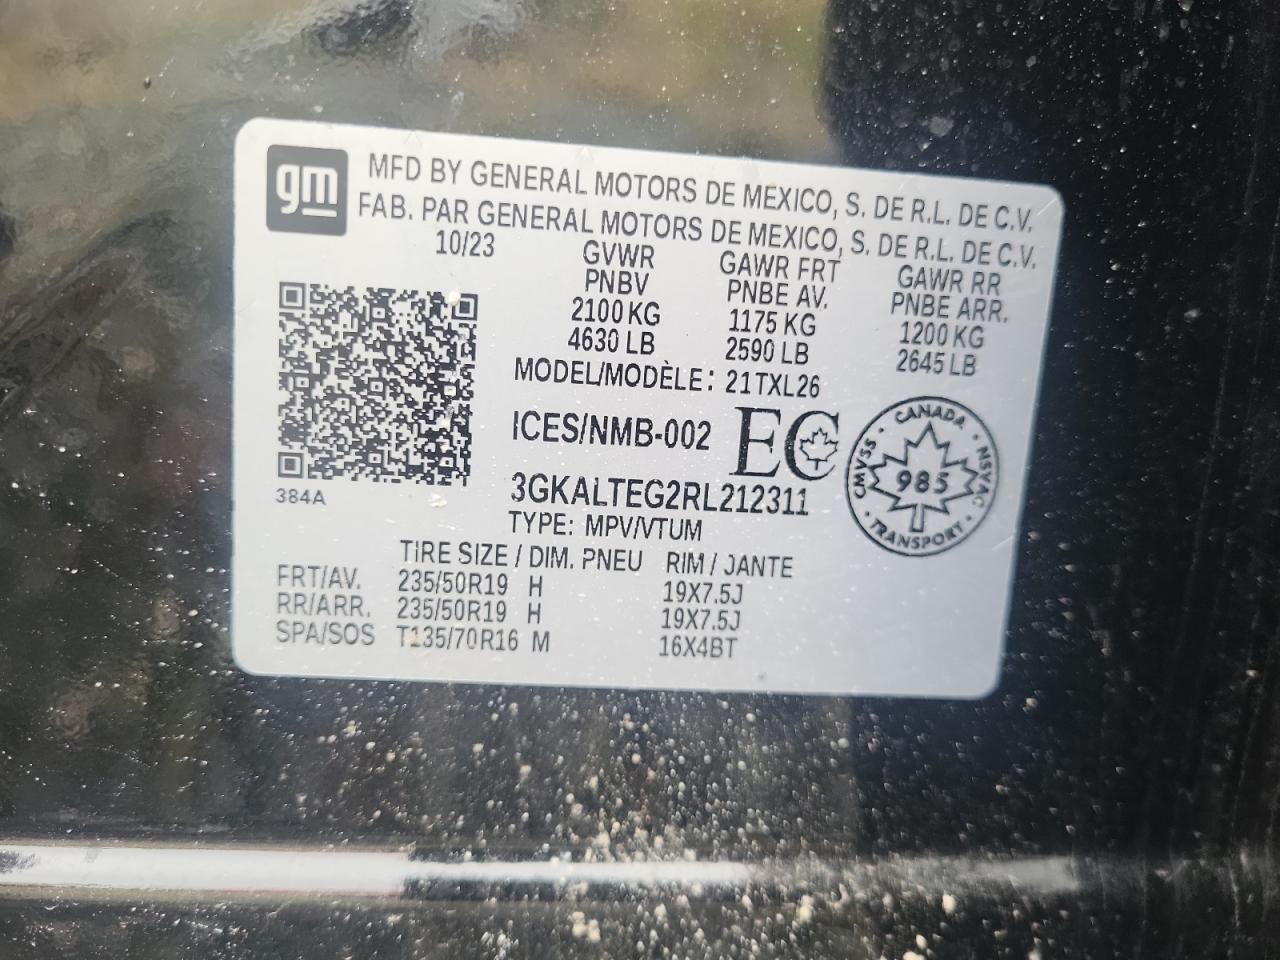 gm
MFD BY GENERAL MOTORS DE MEXICO, S. DE R.L. DE C.V.
FAB. PAR GENERAL MOTORS DE MEXICO, S. DE R.L. DE C.V.
10/23 GVWR GAWR FRT GAWR RR
PNBV PNBE AV. PNBE ARR.
2100 KG 1175 KG 1200 KG
4630 LB 2590 LB 2645 LB
MODEL/MODÈLE: 21TXL26
ICES/NMB-002 EC
CANADA
CMVSS • NSVAC
985
TRANSPORT
3GKALTEG2RL212311
384A
TYPE: MPV/VTUM
TIRE SIZE / DIM. PNEU RIM / JANTE
FRT/AV. 235/50R19 H 19X7.5J
RR/ARR. 235/50R19 H 19X7.5J
SPA/SOS T135/70R16 M 16X4BT